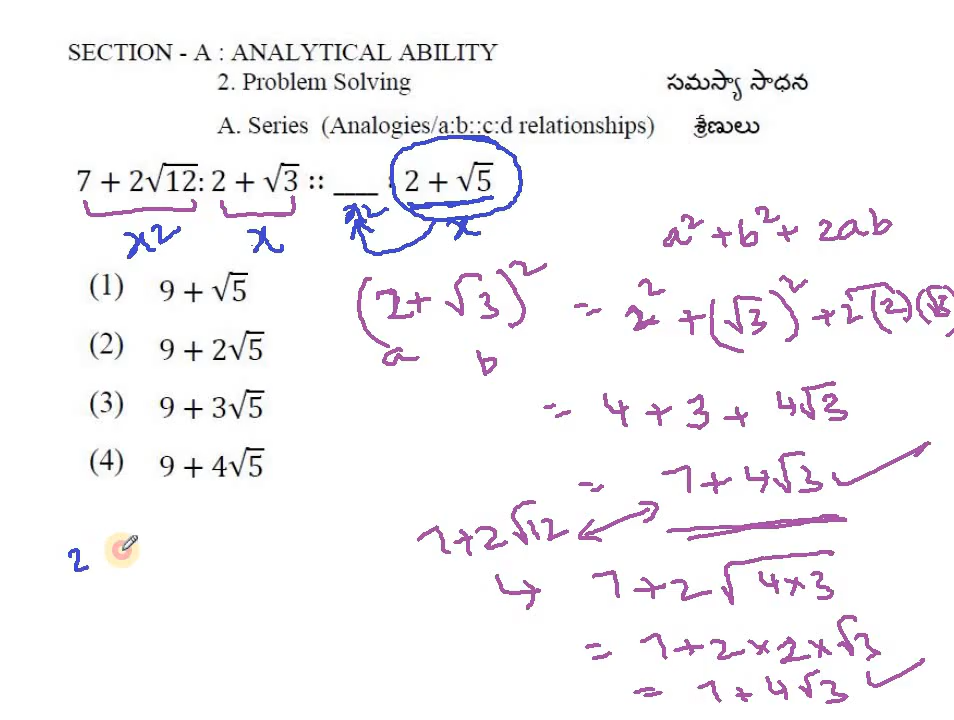 SECTION - A : ANALYTICAL ABILITY
2. Problem Solving సమస్యా సాధన
A. Series (Analogies/a:b::c:d relationships) శ్రేణులు
7 + 2√12: 2 + √3 :: ___ : 2 + √5
x² x x² x
a² + b² + 2ab
(1) 9 + √5
(2 + √3)² = 2² + (√3)² + 2(2)(√3)
a b
(2) 9 + 2√5
(3) 9 + 3√5
= 4 + 3 + 4√3
(4) 9 + 4√5
= 7 + 4√3
7+2√12
2
↳ 7 + 2√4×3
= 7 + 2 × 2 × √3
= 7 + 4√3